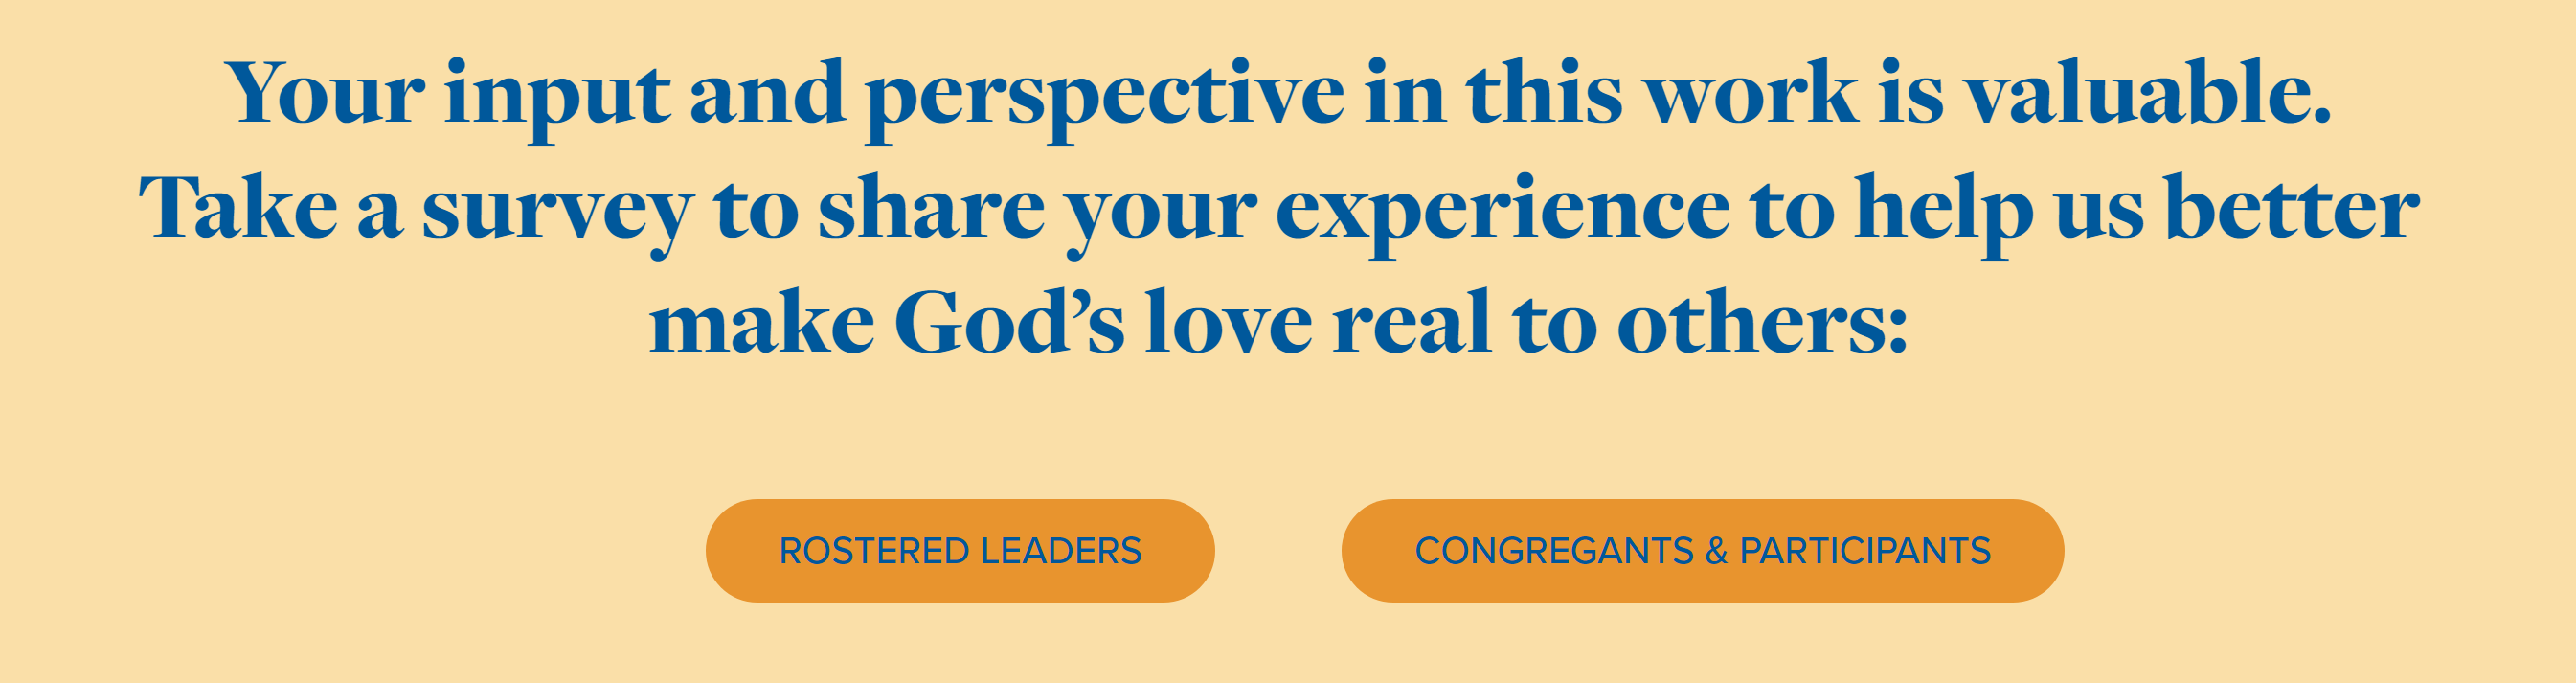 Your input and perspective in this work is valuable.
Take a survey to share your experience to help us better
make God’s love real to others:
ROSTERED LEADERS
CONGREGANTS & PARTICIPANTS